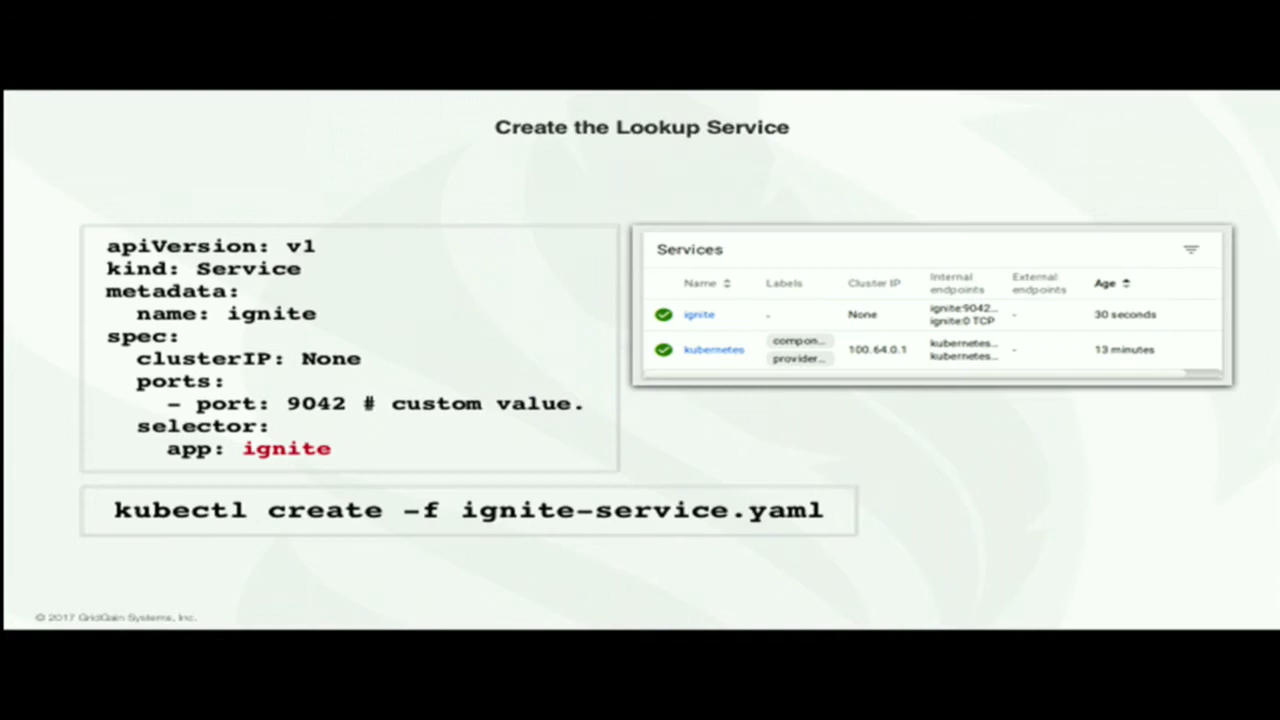 Create the Lookup Service
apiVersion: v1
kind: Service
metadata:
name: ignite
spec:
clusterIP: None
ports:
- port: 9042 # custom value.
selector:
app: ignite
kubectl create -f ignite-service.yaml
Services
Name Labels Cluster IP Internal endpoints External endpoints Age
ignite - None ignite:9042... - 30 seconds
ignite:0 TCP
kubernetes compon... 100.64.0.1 kubernetes... - 13 minutes
provider... kubernetes...
© 2017 GridGain Systems, Inc.